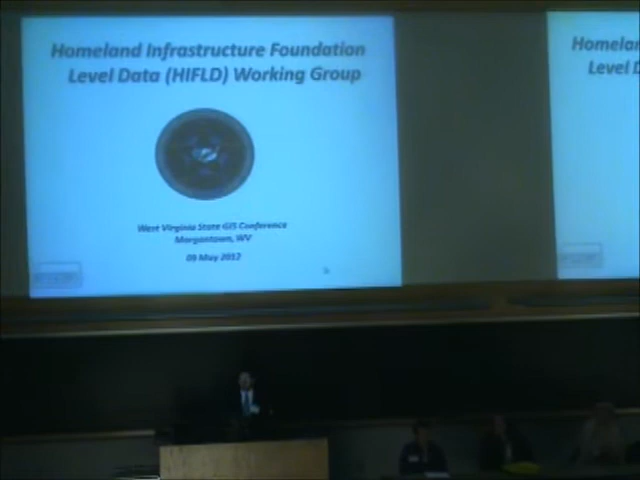 Homeland Infrastructure Foundation
Level Data (HIFLD) Working Group
West Virginia State GIS Conference
Morgantown, WV
09 May 2012
Homelan
Level D